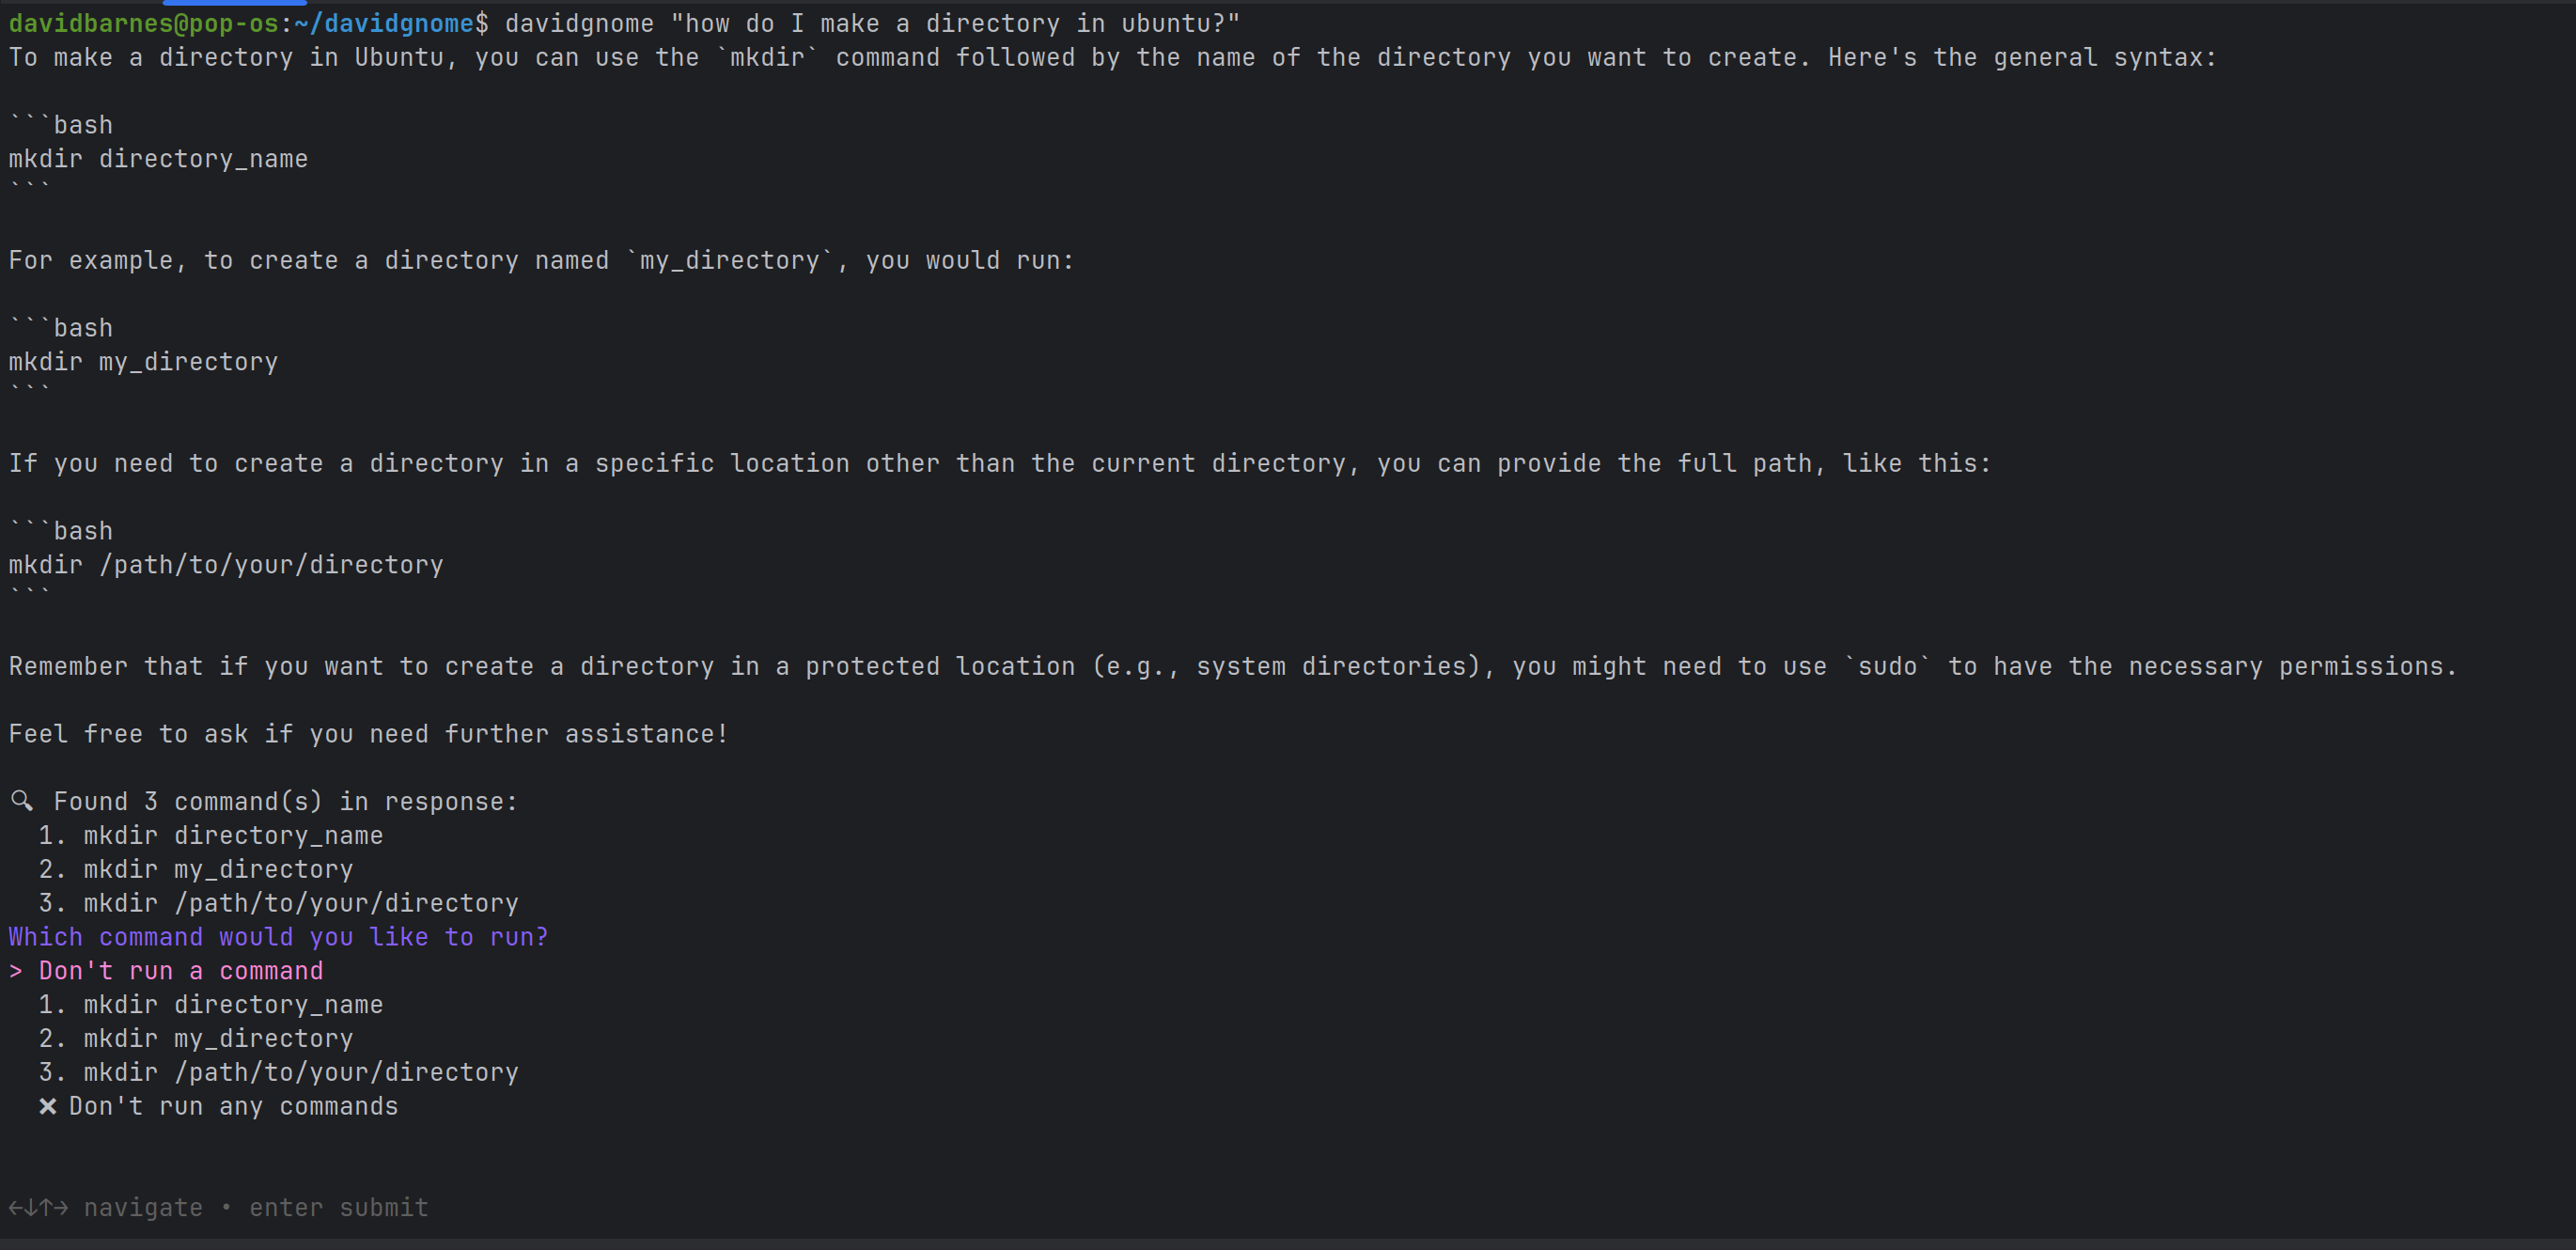 davidbarnes@pop-os:~/davidgnome$ davidgnome "how do I make a directory in ubuntu?"
To make a directory in Ubuntu, you can use the `mkdir` command followed by the name of the directory you want to create. Here's the general syntax:
```bash
mkdir directory_name
```
For example, to create a directory named `my_directory`, you would run:
```bash
mkdir my_directory
```
If you need to create a directory in a specific location other than the current directory, you can provide the full path, like this:
```bash
mkdir /path/to/your/directory
```
Remember that if you want to create a directory in a protected location (e.g., system directories), you might need to use `sudo` to have the necessary permissions.
Feel free to ask if you need further assistance!
🔍 Found 3 command(s) in response:
1. mkdir directory_name
2. mkdir my_directory
3. mkdir /path/to/your/directory
Which command would you like to run?
> Don't run a command
1. mkdir directory_name
2. mkdir my_directory
3. mkdir /path/to/your/directory
❌ Don't run any commands
←↓↑→ navigate • enter submit